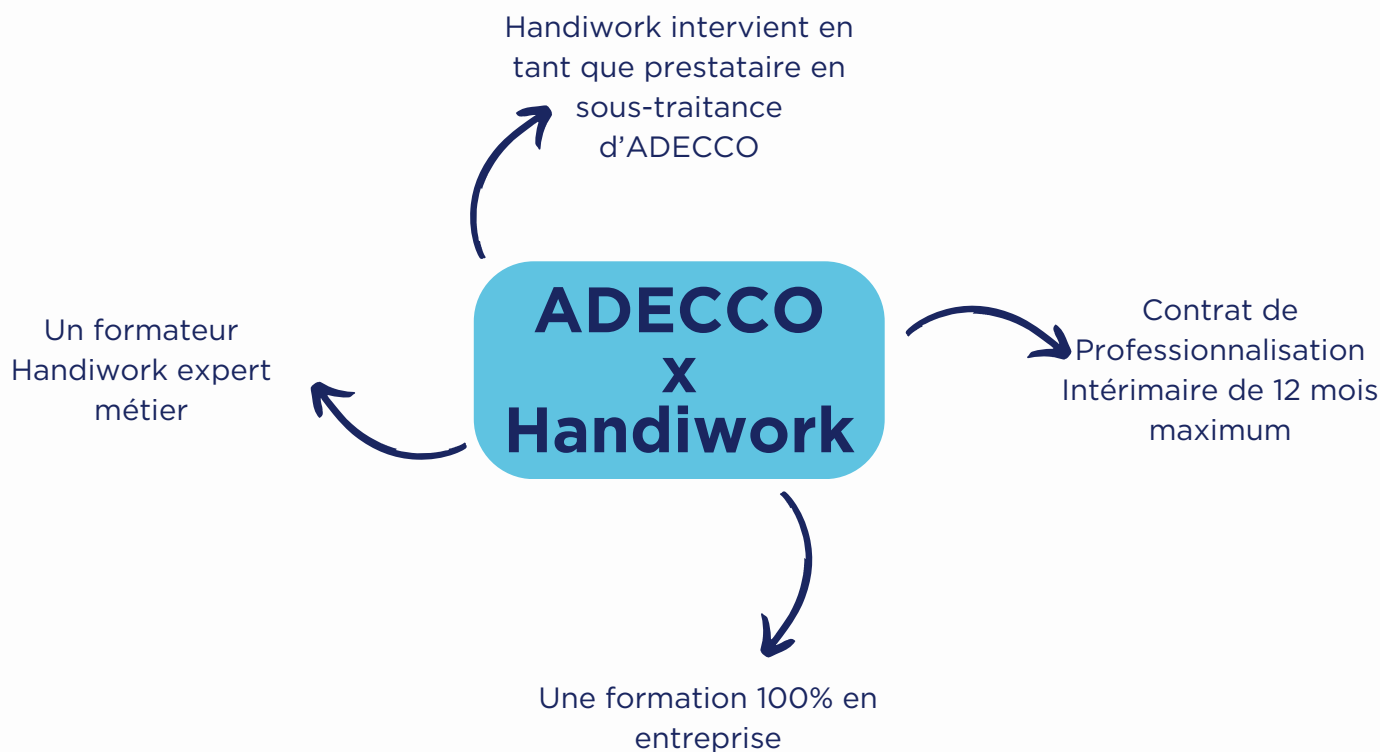 Handiwork intervient en
tant que prestataire en
sous-traitance
d'ADECCO
ADECCO
x
Handiwork
Un formateur
Handiwork expert
métier
Contrat de
Professionnalisation
Intérimaire de 12 mois
maximum
Une formation 100% en
entreprise